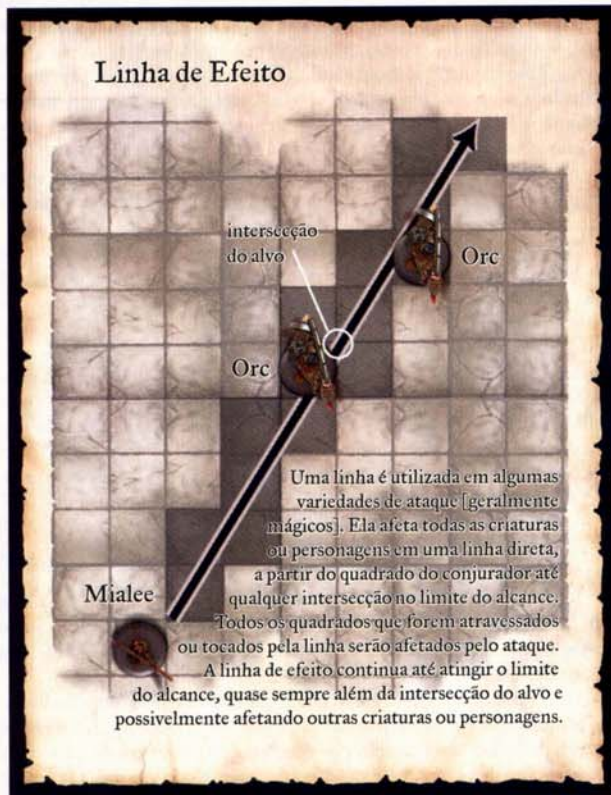 Linha de Efeito
intersecção
do alvo
Orc
Orc
Mialee
Uma linha é utilizada em algumas
variedades de ataque [geralmente
mágicos]. Ela afeta todas as criaturas
ou personagens em uma linha direta,
a partir do quadrado do conjurador até
qualquer intersecção no limite do alcance.
Todos os quadrados que forem atravessados
ou tocados pela linha serão afetados pelo ataque.
A linha de efeito continua até atingir o limite
do alcance, quase sempre além da intersecção do alvo e
possivelmente afetando outras criaturas ou personagens.